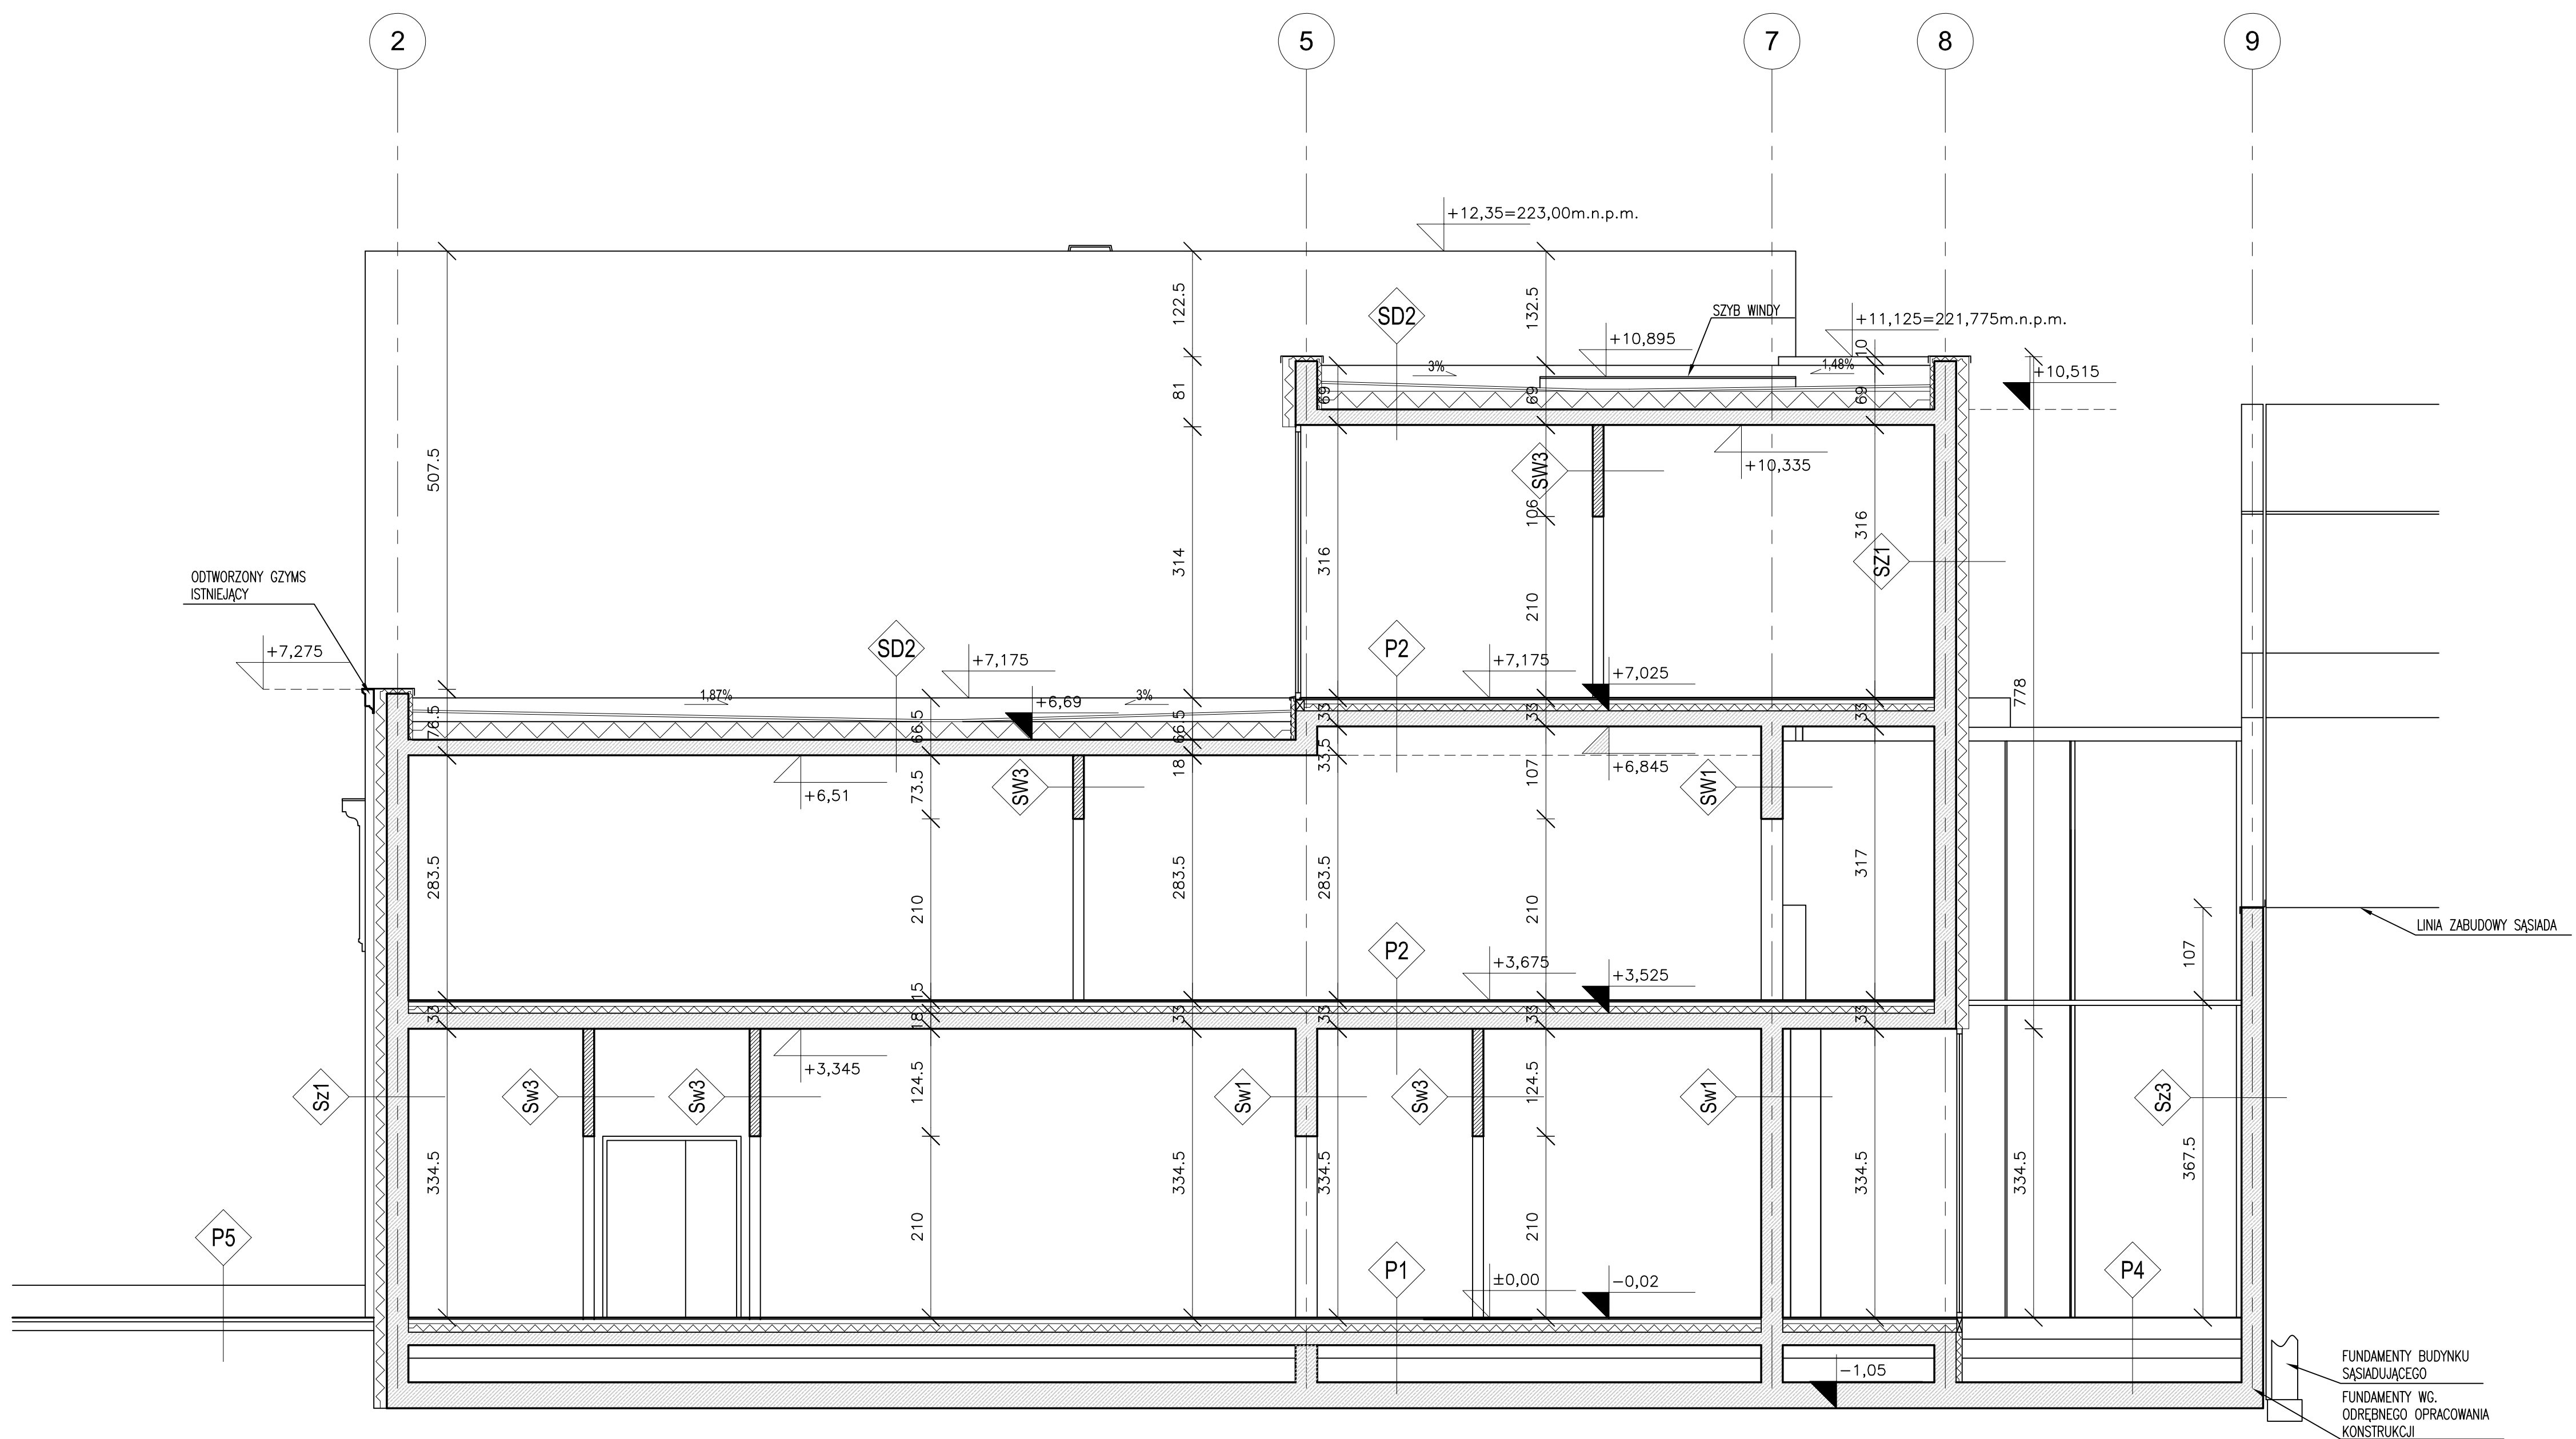 2
5
7
8
9
+12,35=223,00m.n.p.m.
122.5
132.5
SD2
SZYB WINDY
+11,125=221,775m.n.p.m.
10
+10,895
3%
1,48%
+10,515
81
69
69
69
507.5
SW3
+10,335
106
316
316
314
SZ1
210
ODTWORZONY GZYMS
ISTNIEJĄCY
+7,275
SD2
+7,175
P2
+7,175
+7,025
778
1,87%
3%
+6,69
76.5
66.5
66.5
33
33
33
33.5
18
+6,51
73.5
SW3
107
+6,845
SW1
283.5
283.5
283.5
317
210
210
LINIA ZABUDOWY SĄSIADA
107
P2
+3,675
+3,525
15
33
18
33
33
33
33
+3,345
124.5
124.5
Sz1
Sw3
Sw3
Sw1
Sw3
Sw1
Sz3
334.5
334.5
334.5
334.5
334.5
367.5
210
210
P5
P1
±0,00
-0,02
P4
-1,05
FUNDAMENTY BUDYNKU
SĄSIADUJĄCEGO
FUNDAMENTY WG.
ODRĘBNEGO OPRACOWANIA
KONSTRUKCJI